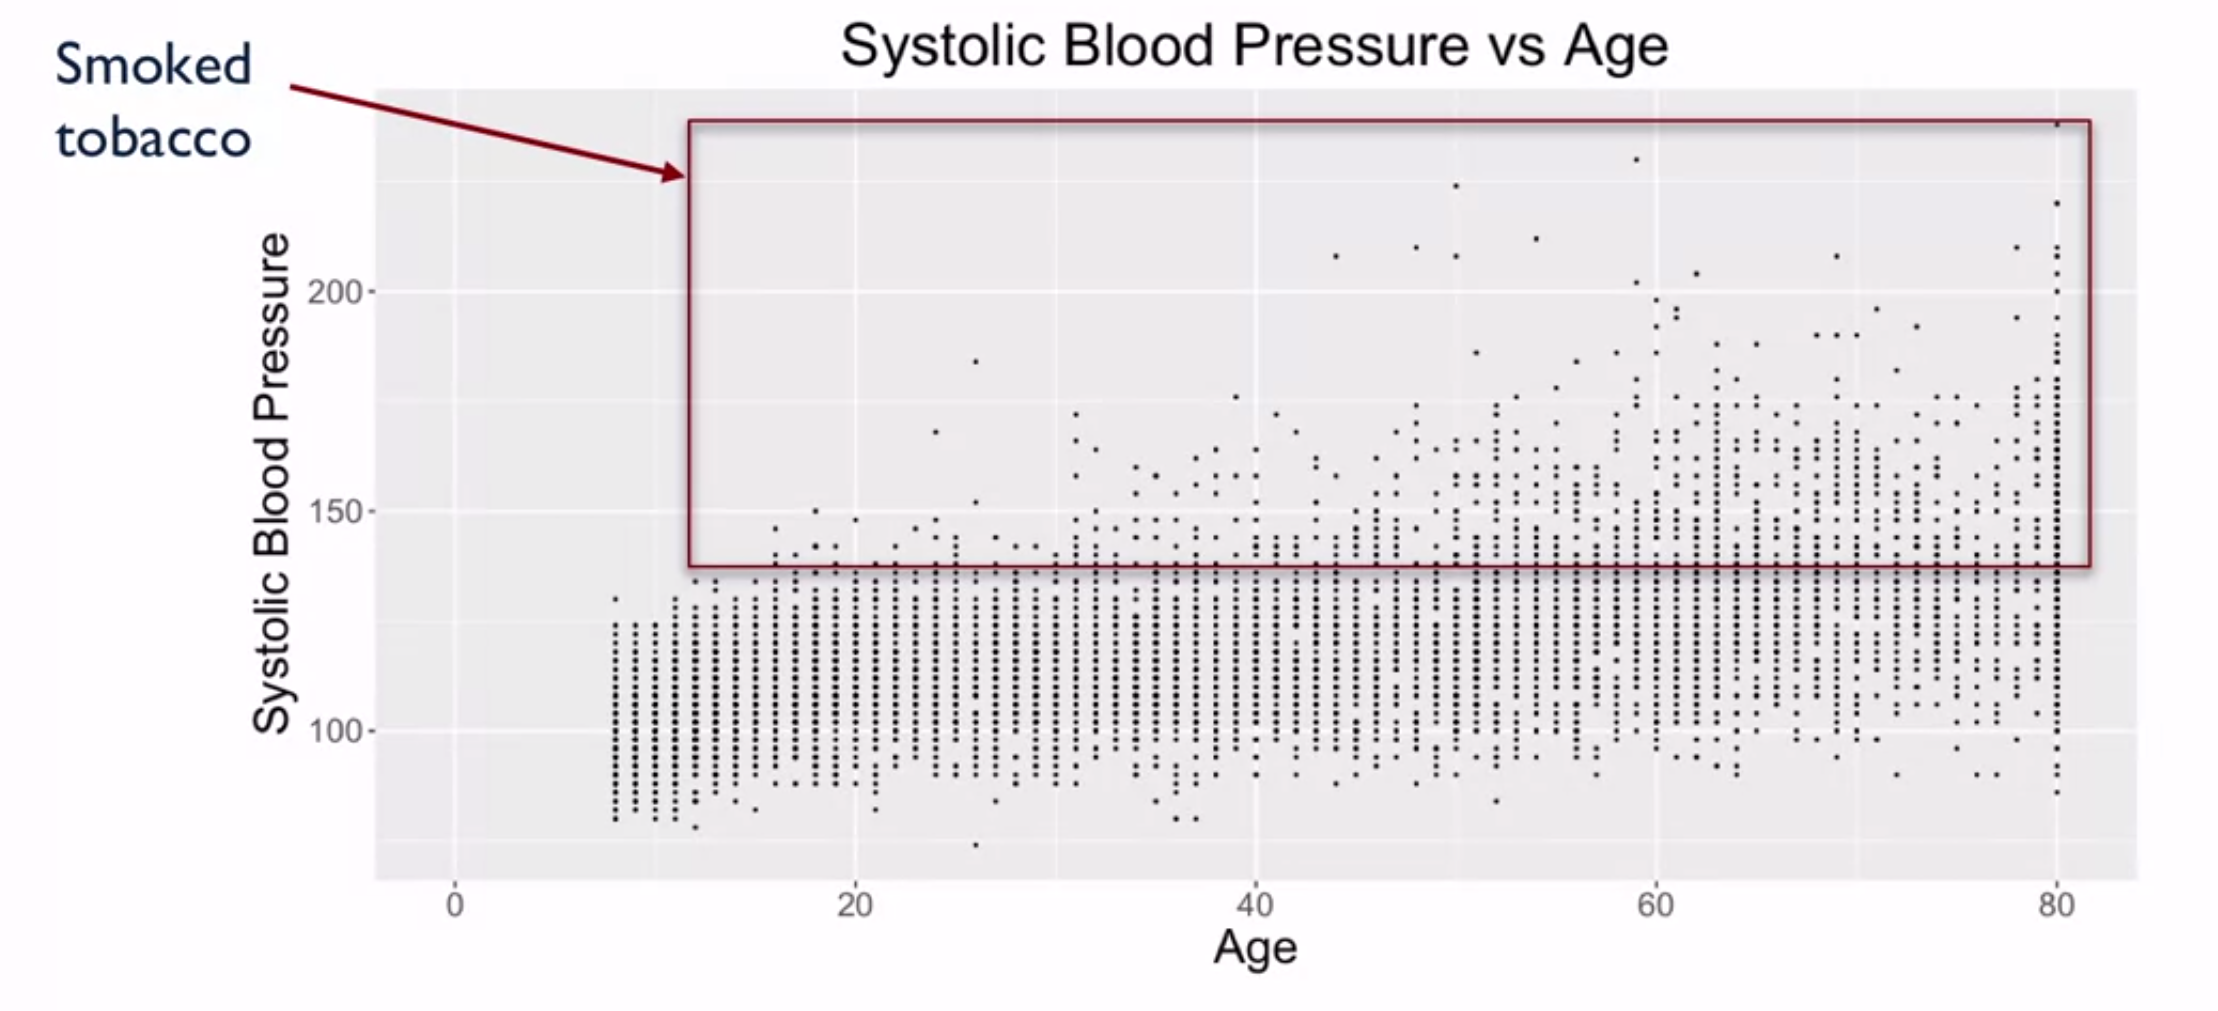 Systolic Blood Pressure vs Age
Smoked
tobacco
Systolic Blood Pressure
200
150
100
0 20 40 60 80
Age